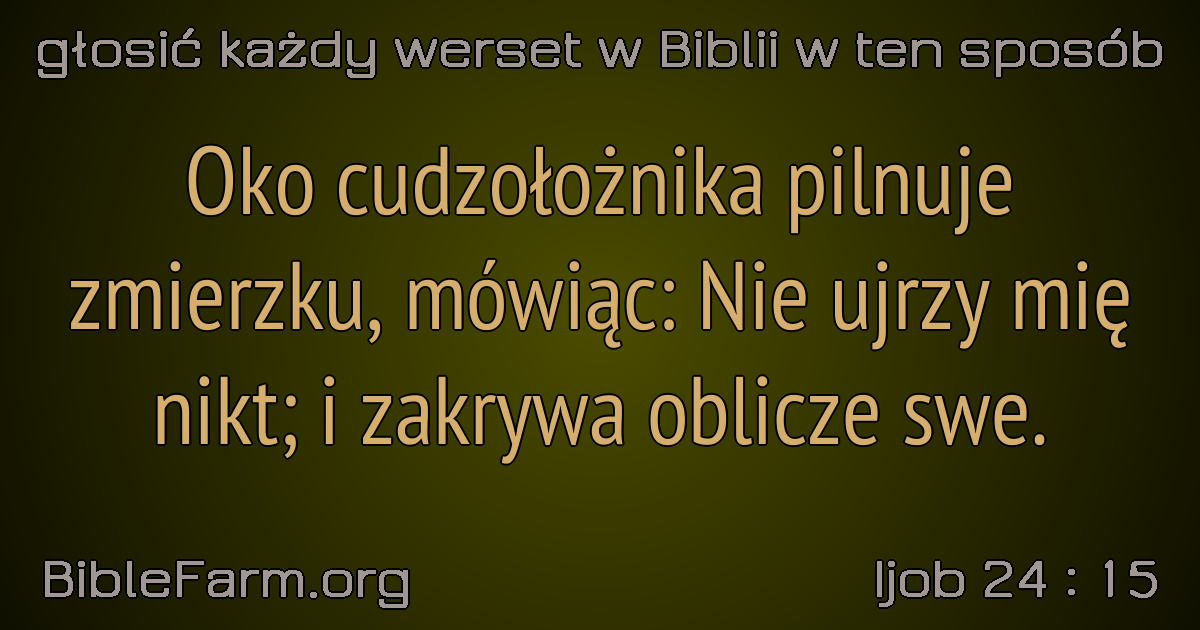 głosić każdy werset w Biblii w ten sposób
Oko cudzołożnika pilnuje
zmierzku, mówiąc: Nie ujrzy mię
nikt; i zakrywa oblicze swe.
BibleFarm.org
Ijob 24 : 15